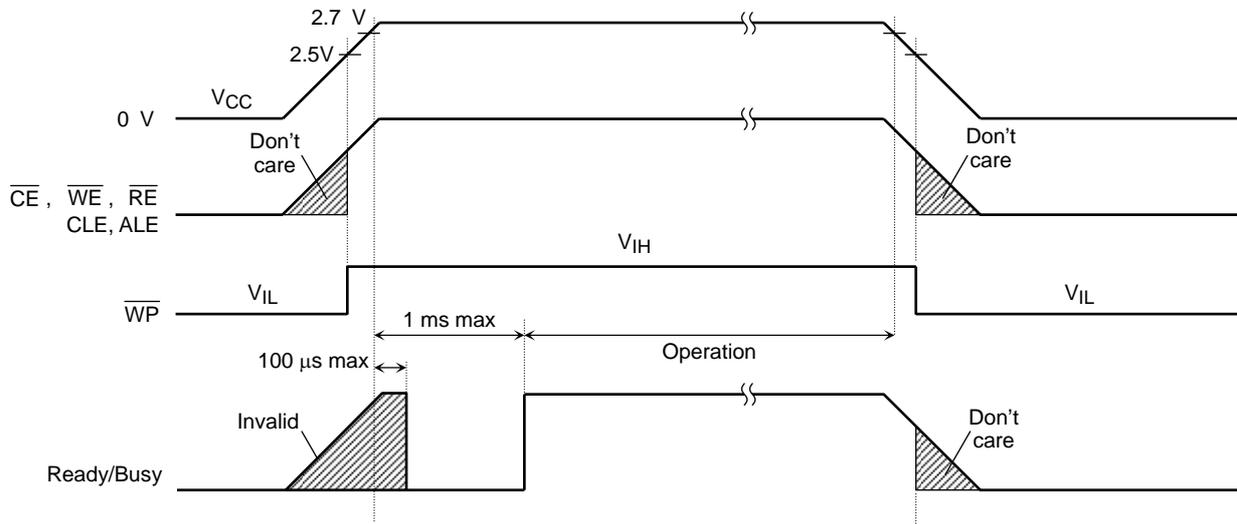 2.7 V
2.5V
VCC
0 V
Don't
care
Don't
care
CE , WE , RE
CLE, ALE
VIH
VIL
VIL
WP
1 ms max
Operation
100 μs max
Invalid
Don't
care
Ready/Busy